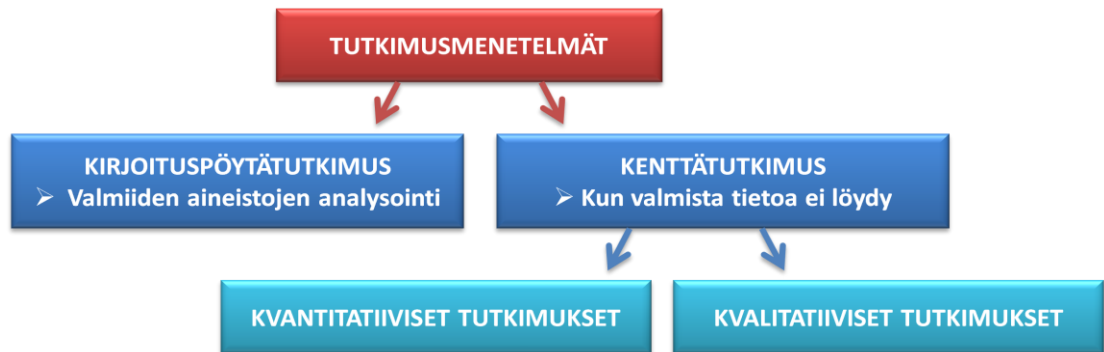 TUTKIMUSMENETELMÄT
KIRJOITUSPÖYTÄTUTKIMUS
➢ Valmiiden aineistojen analysointi
KENTTÄTUTKIMUS
➢ Kun valmista tietoa ei löydy
KVANTITATIIVISET TUTKIMUKSET
KVALITATIIVISET TUTKIMUKSET